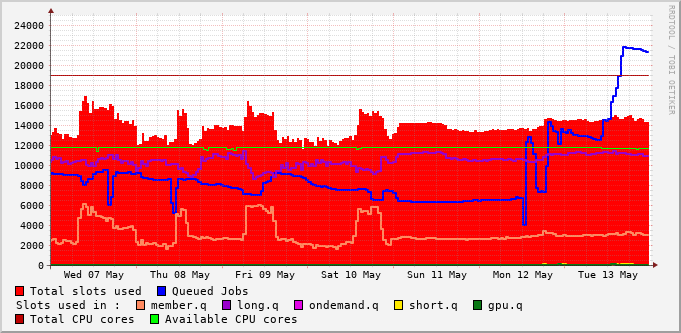 24000
22000
20000
18000
16000
14000
12000
10000
8000
6000
4000
2000
0
Wed 07 May Thu 08 May Fri 09 May Sat 10 May Sun 11 May Mon 12 May Tue 13 May
RRDTOOL / TOBI OETIKER
Total slots used Queued Jobs
Slots used in : member.q long.q ondemand.q short.q gpu.q
Total CPU cores Available CPU cores